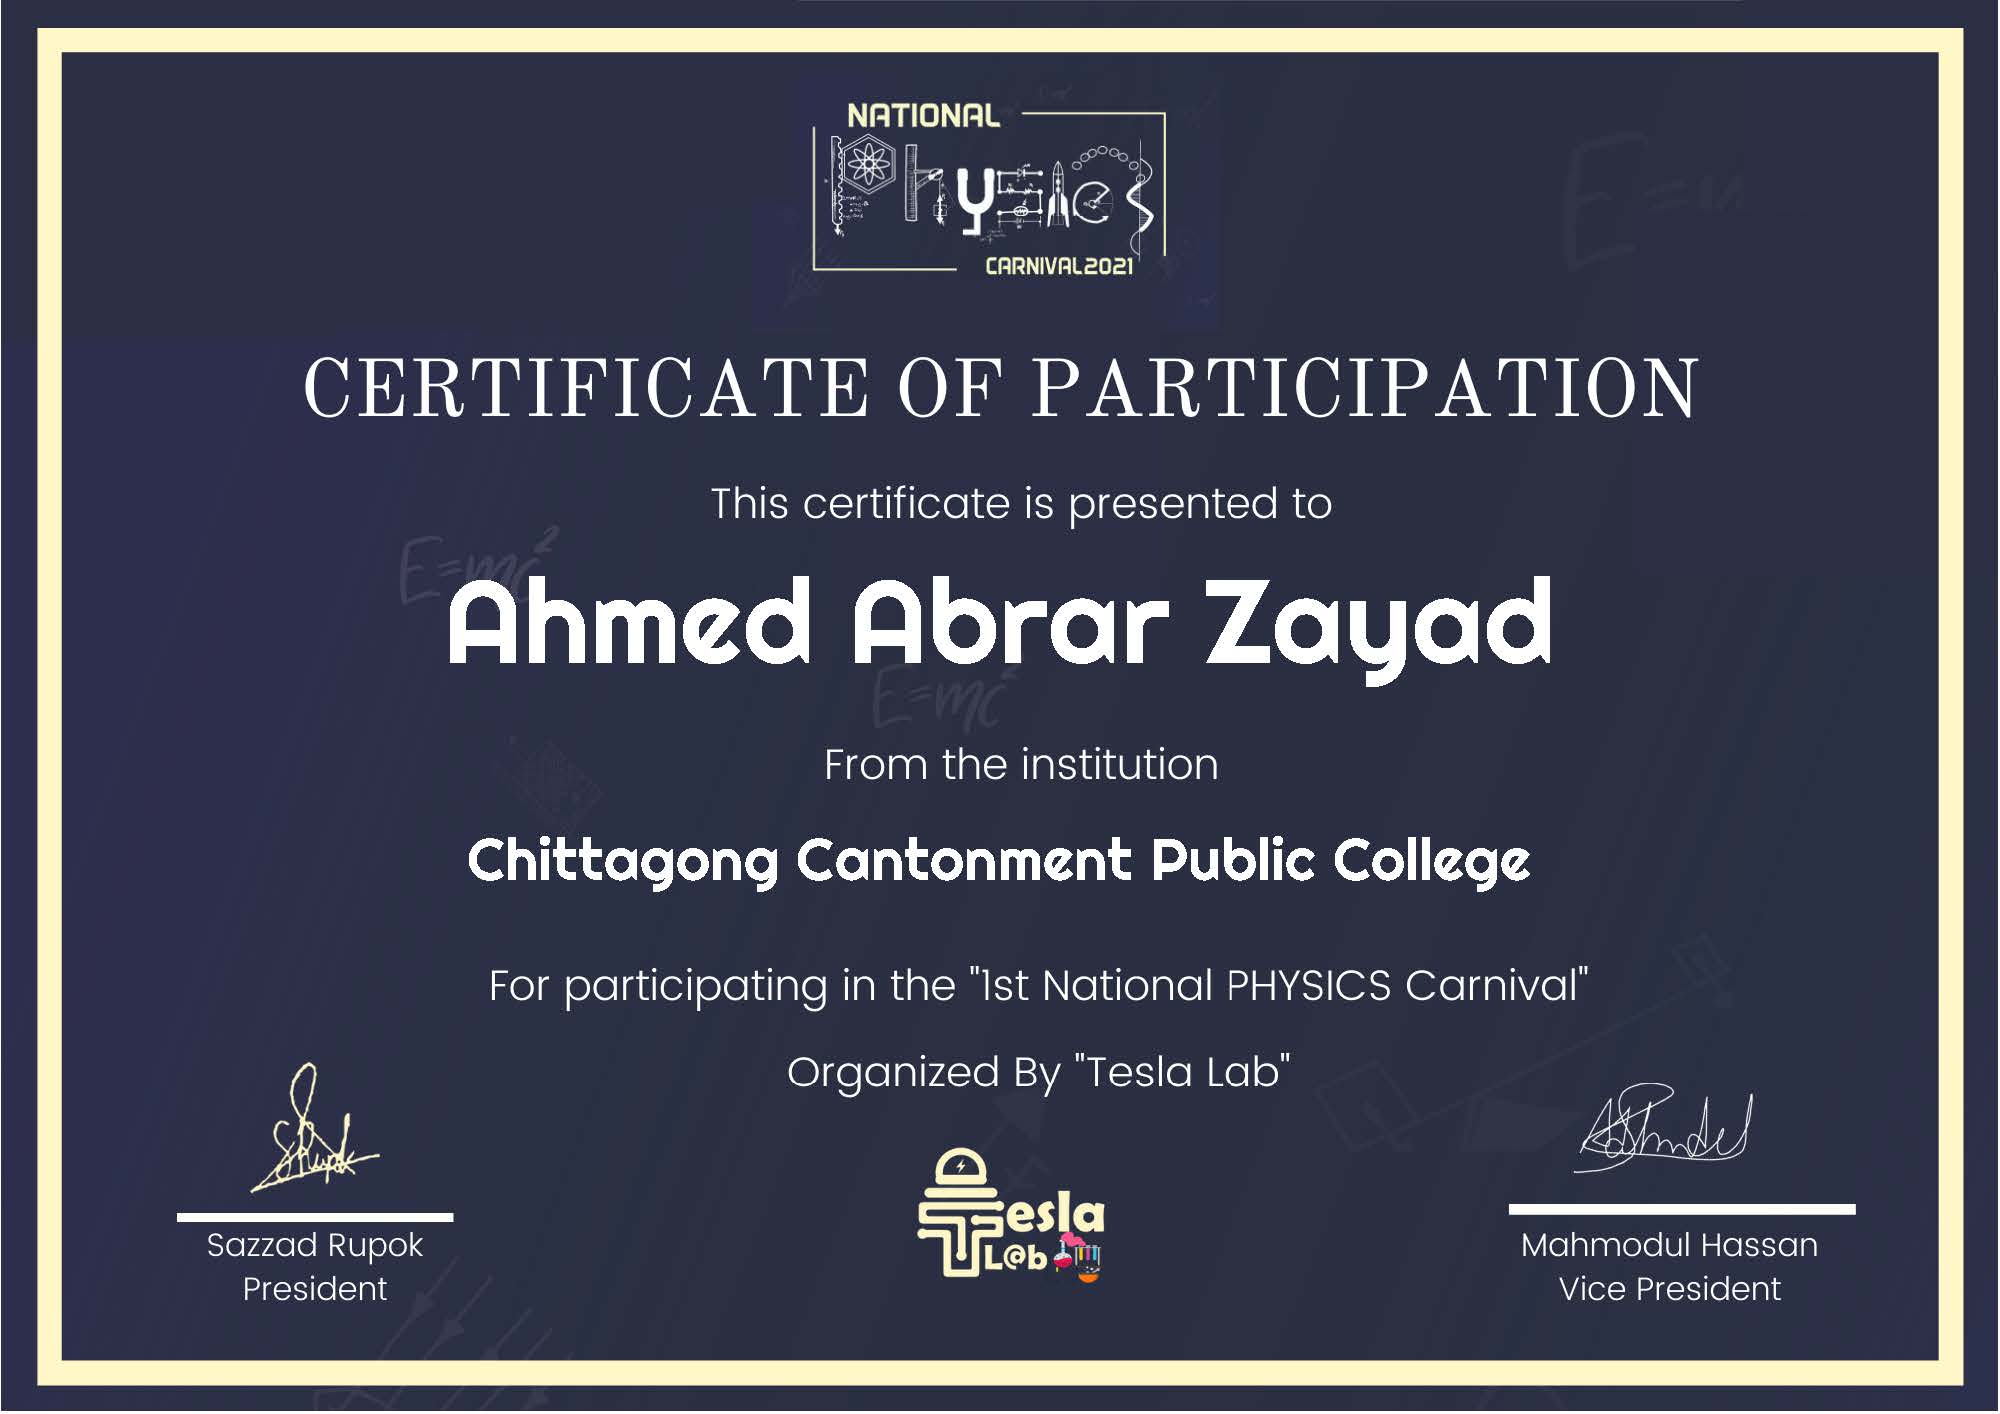 NATIONAL
Physics
CARNIVAL2021
CERTIFICATE OF PARTICIPATION
This certificate is presented to
E=mc²
Ahmed Abrar Zayad
E=mc²
From the institution
Chittagong Cantonment Public College
For participating in the "1st National PHYSICS Carnival"
Organized By "Tesla Lab"
Tesla
L@b
Sazzad Rupok
President
Mahmodul Hassan
Vice President